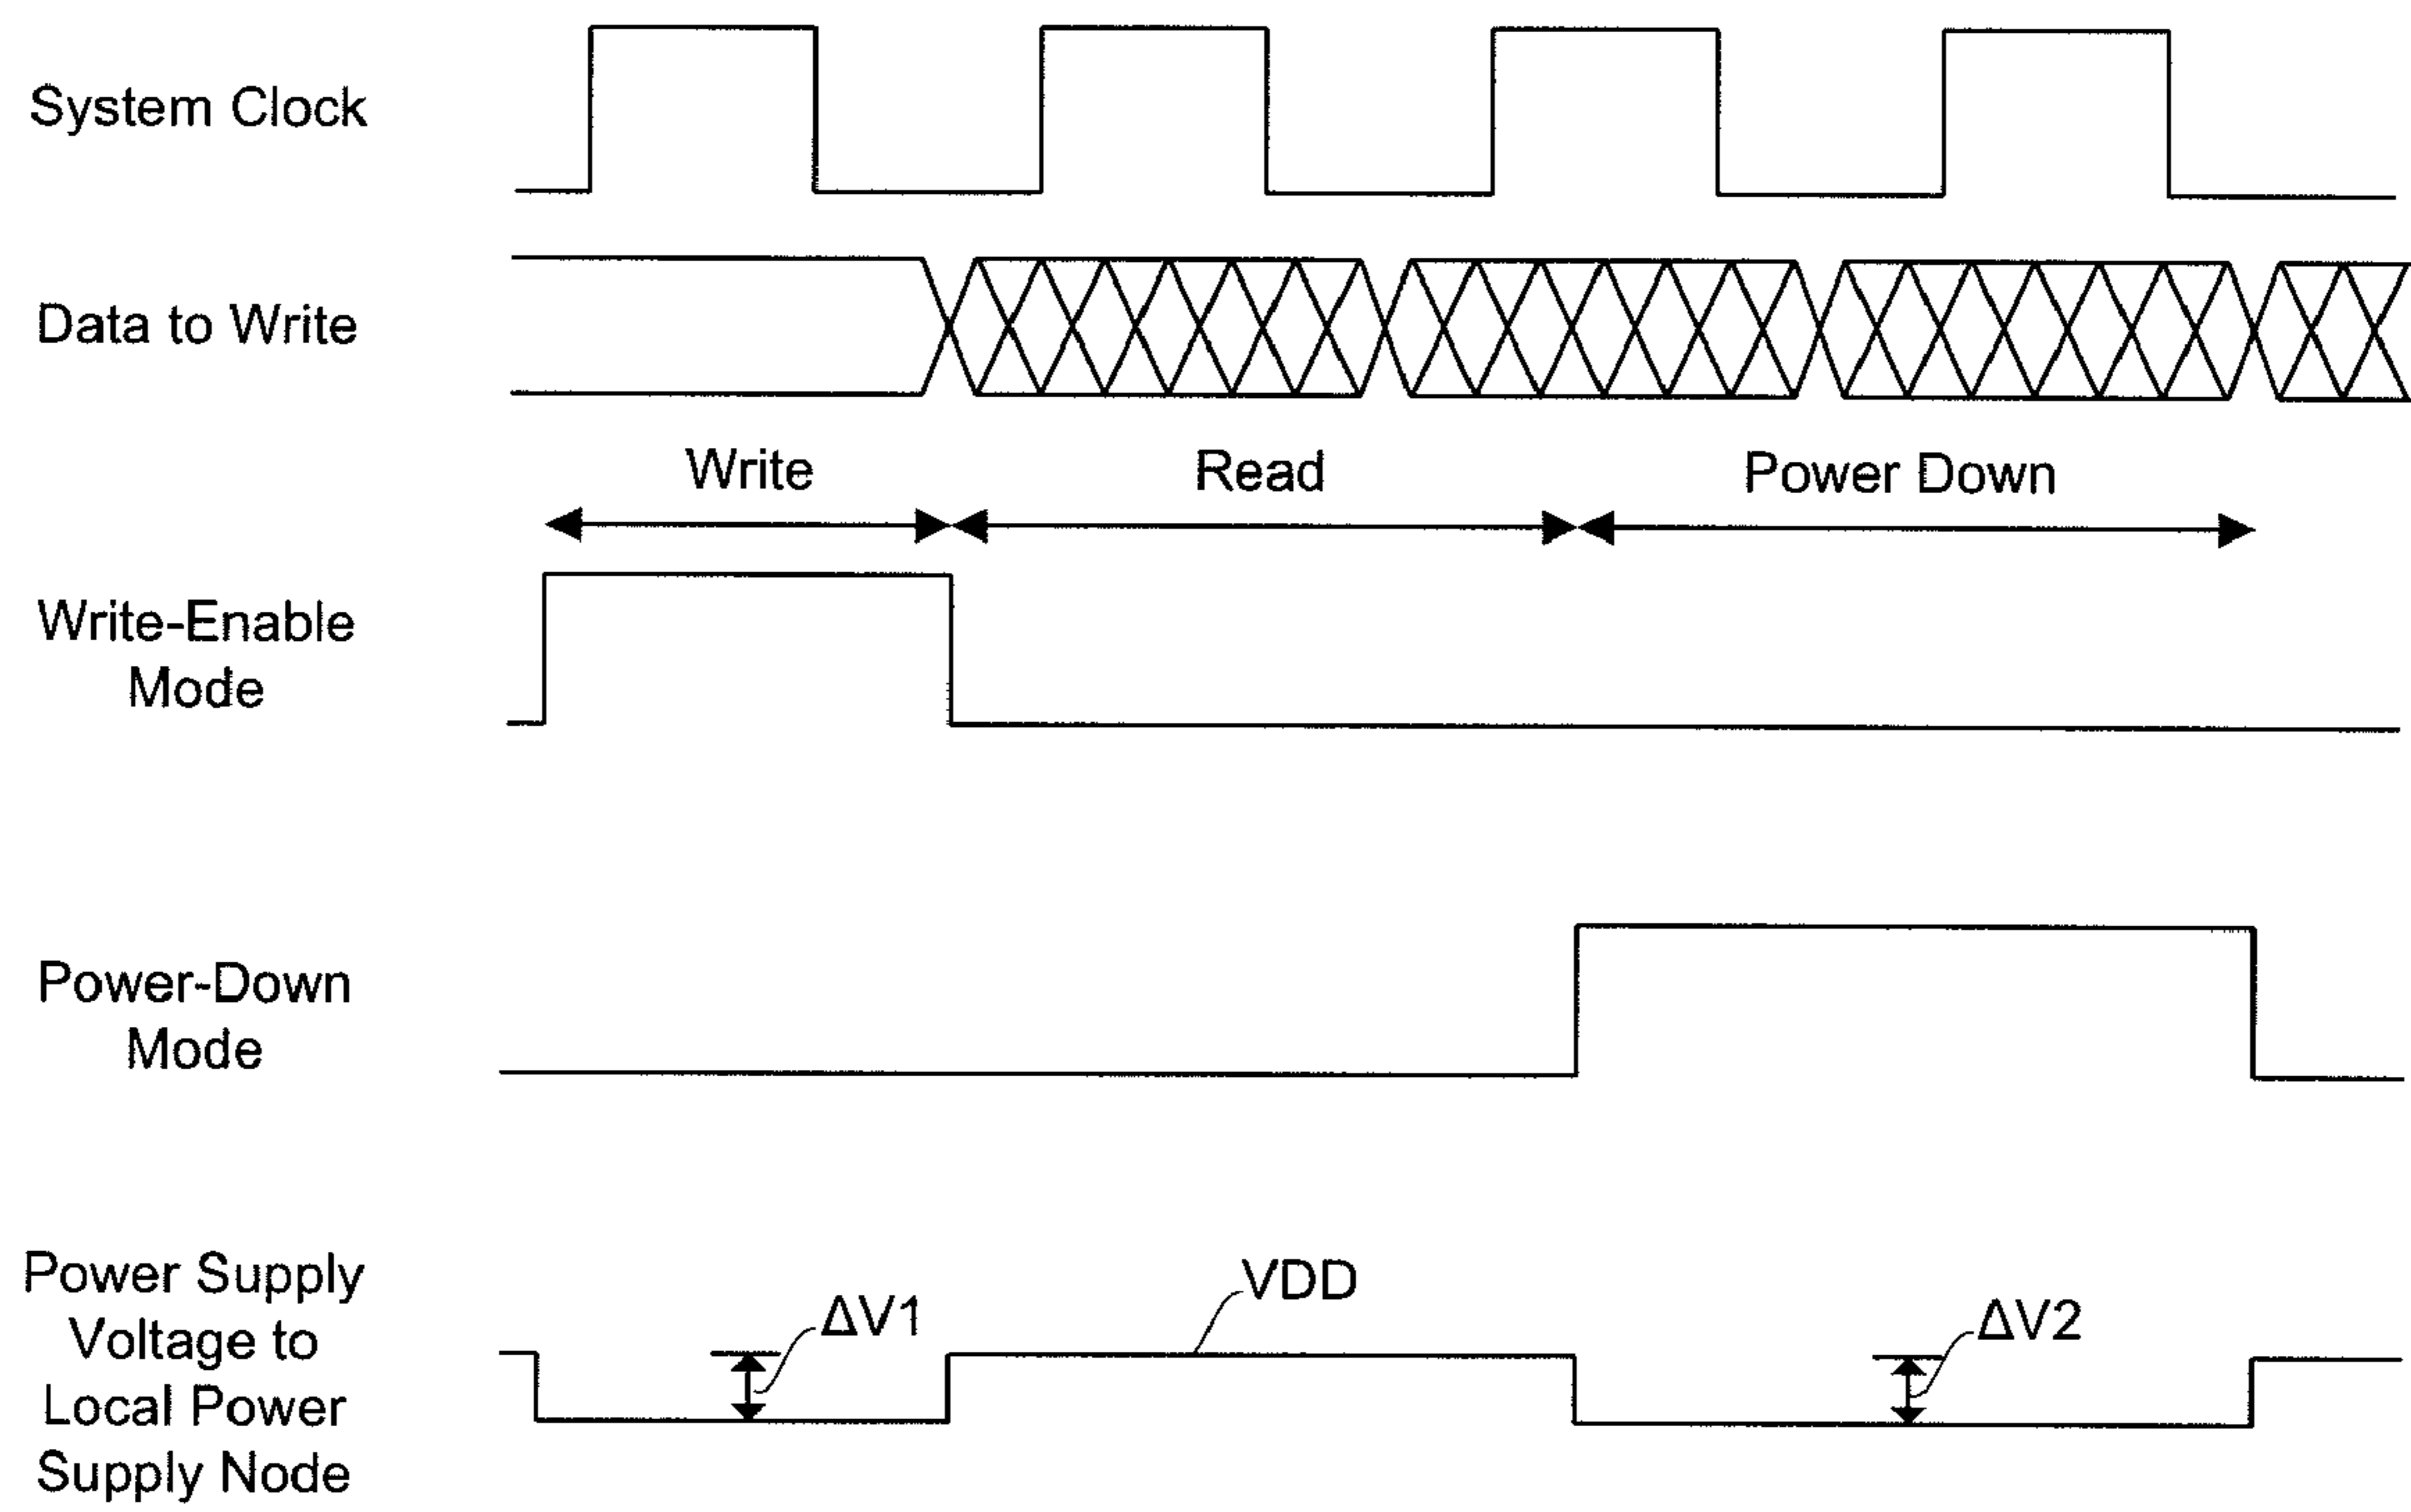 System Clock
Data to Write
Write
Read
Power Down
Write-Enable
Mode
Power-Down
Mode
Power Supply
Voltage to
Local Power
Supply Node
ΔV1
VDD
ΔV2